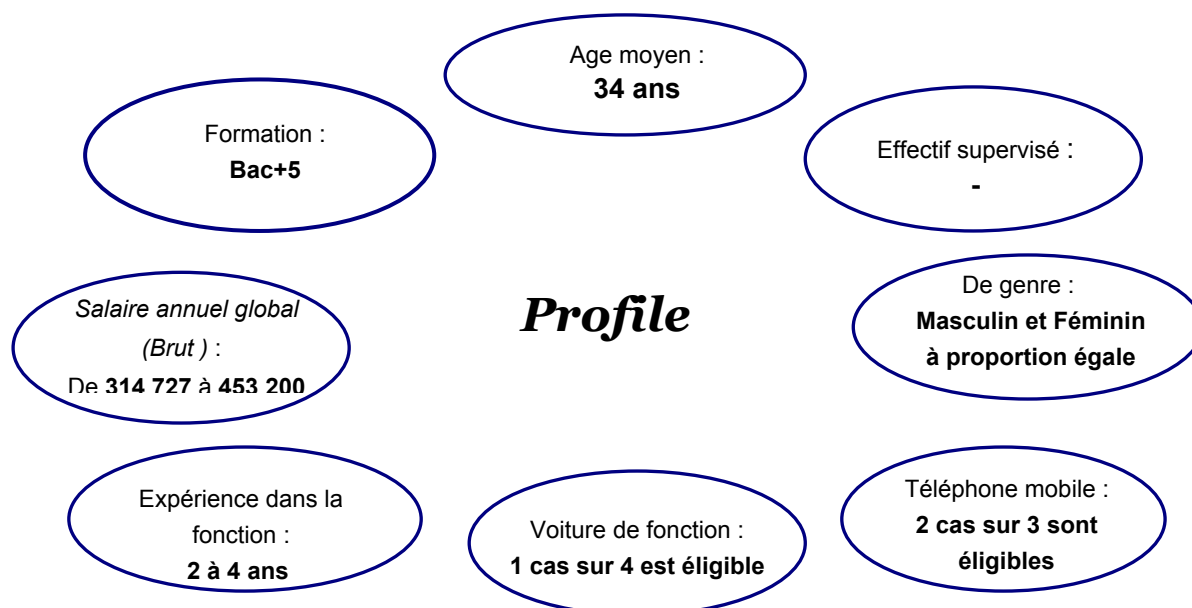 Age moyen :
34 ans
Formation :
Bac+5
Effectif supervisé :
-
Salaire annuel global
(Brut ) :
De 314 727 à 453 200
Profile
De genre :
Masculin et Féminin
à proportion égale
Expérience dans la
fonction :
2 à 4 ans
Voiture de fonction :
1 cas sur 4 est éligible
Téléphone mobile :
2 cas sur 3 sont
éligibles